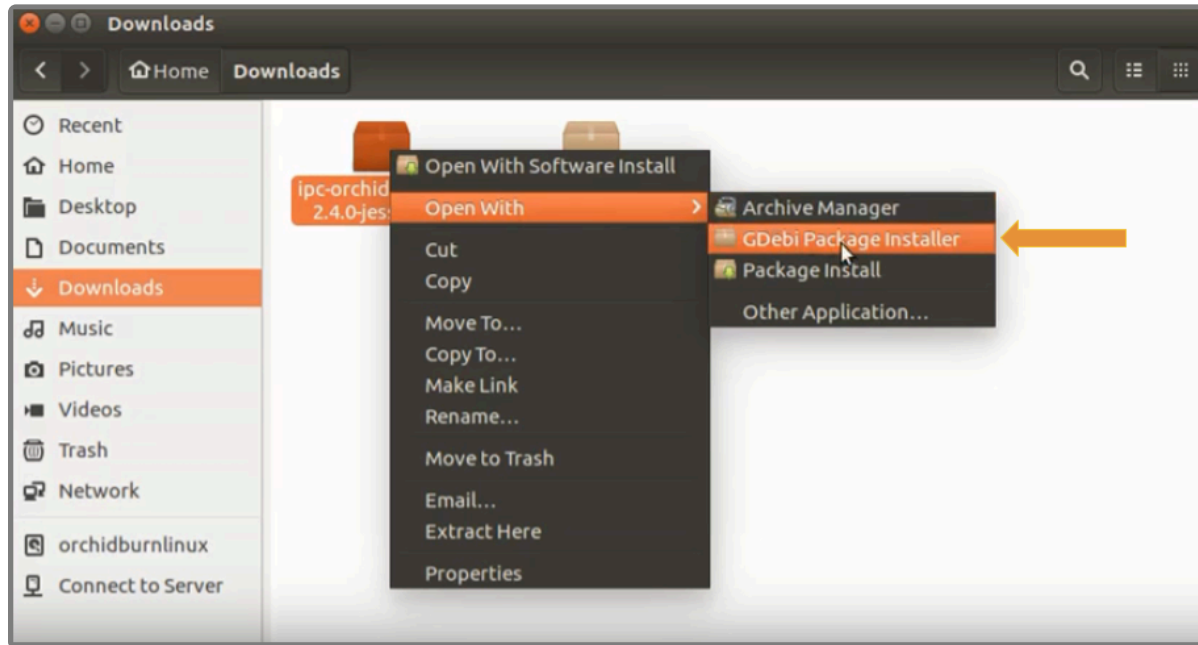 Downloads
Home Downloads
Recent
Home
Desktop
Documents
Downloads
Music
Pictures
Videos
Trash
Network
orchidburnlinux
Connect to Server
ipc-orchid
2.4.0-jes
Open With Software Install
Open With
Cut
Copy
Move To...
Copy To...
Make Link
Rename...
Move to Trash
Email...
Extract Here
Properties
Archive Manager
GDebi Package Installer
Package Install
Other Application...